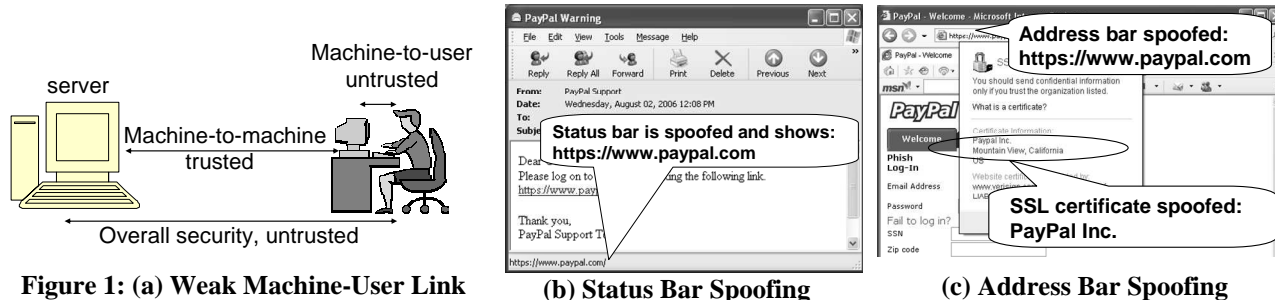 server
Machine-to-user
untrusted
Machine-to-machine
trusted
Overall security, untrusted
Figure 1: (a) Weak Machine-User Link
PayPal Warning
File Edit View Tools Message Help
Reply Reply All Forward Print Delete Previous Next
From: PayPal Support
Date: Wednesday, August 02, 2006 12:08 PM
To:
Status bar is spoofed and shows:
https://www.paypal.com
Dear
Please log on to
ing the following link.
https://www.pay
Thank you,
PayPal Support T
https://www.paypal.com/
(b) Status Bar Spoofing
PayPal - Welcome - Microsoft
Address bar spoofed:
https://www.paypal.com
PayPal - Welcome
msn
You should send confidential information
only if you trust the organization listed.
What is a certificate?
PayPal
Welcome
Certificate Information:
Paypal Inc.
Mountain View, California
US
Phish
Log-In
Email Address
Password
Fail to log in?
SSN
Zip code
SSL certificate spoofed:
PayPal Inc.
(c) Address Bar Spoofing